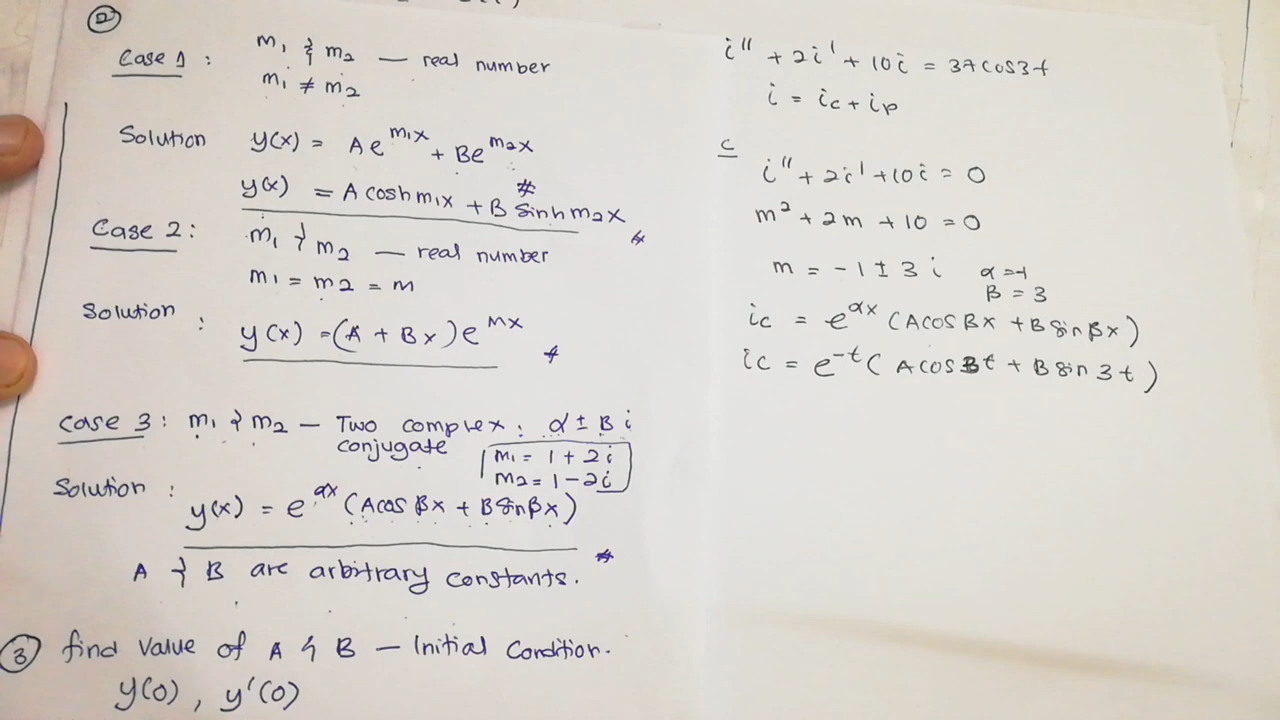 ②
Case 1 : m₁ & m₂ — real number
m₁ ≠ m₂
Solution y(x) = Ae^m₁x + Be^m₂x
y(x) = A cosh m₁x + B sinh m₂x
Case 2: m₁ & m₂ — real number
m₁ = m₂ = m
Solution : y(x) = (A + Bx)e^mx
Case 3: m₁ & m₂ — Two complex : α ± βi
conjugate
m₁ = 1 + 2i
m₂ = 1 - 2i
Solution : y(x) = e^αx (A cos βx + B sin βx)
A & B are arbitrary constants.
③ find value of A & B — Initial Condition.
y(0), y'(0)
i'' + 2i' + 10i = 37cos3t
i = ic + ip
c
i'' + 2i' + 10i = 0
m² + 2m + 10 = 0
m = -1 ± 3i α = -1
β = 3
ic = e^αx (A cos βx + B sin βx)
ic = e^-t (A cos 3t + B sin 3t)